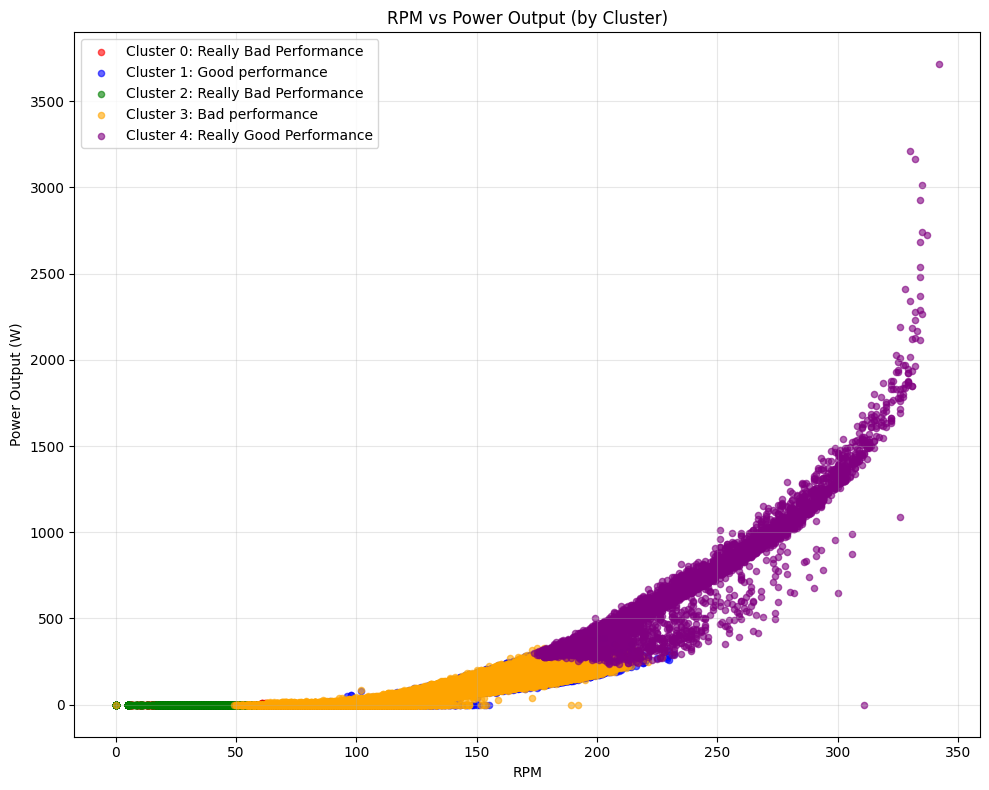 RPM vs Power Output (by Cluster)
Cluster 0: Really Bad Performance
Cluster 1: Good performance
Cluster 2: Really Bad Performance
Cluster 3: Bad performance
Cluster 4: Really Good Performance
Power Output (W)
3500
3000
2500
2000
1500
1000
500
0
0 50 100 150 200 250 300 350
RPM